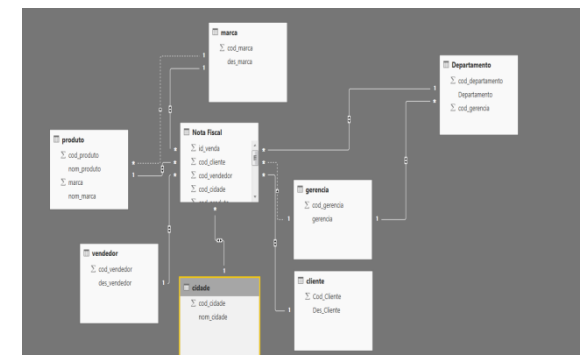 marca
cod_marca
des_marca
Departamento
cod_departamento
Departamento
cod_gerencia
produto
cod_produto
nom_produto
marca
nom_marca
Nota Fiscal
id_venda
cod_cliente
cod_vendedor
cod_cidade
gerencia
cod_gerencia
gerencia
vendedor
cod_vendedor
des_vendedor
cidade
cod_cidade
nom_cidade
cliente
Cod_Cliente
Des_Cliente